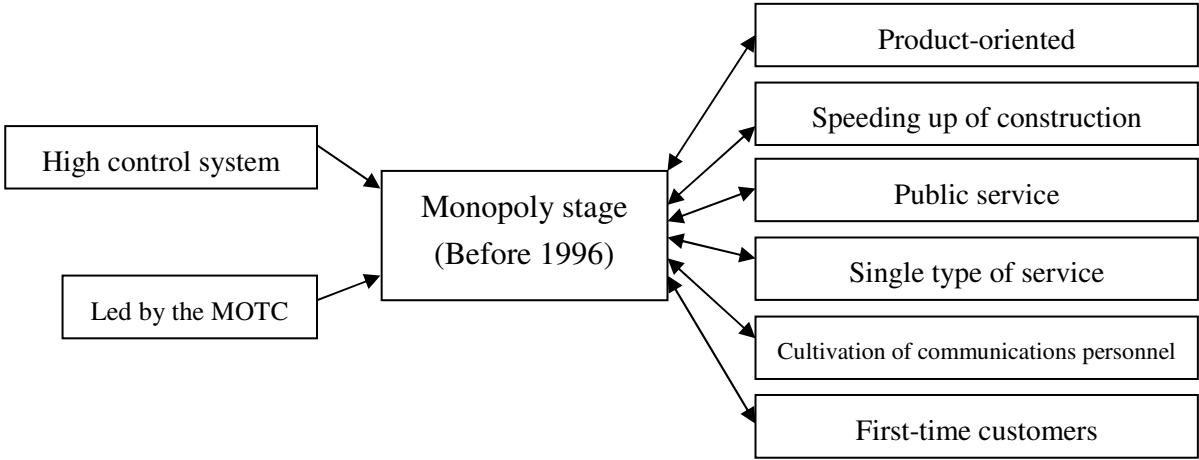 High control system
Led by the MOTC
Monopoly stage
(Before 1996)
Product-oriented
Speeding up of construction
Public service
Single type of service
Cultivation of communications personnel
First-time customers